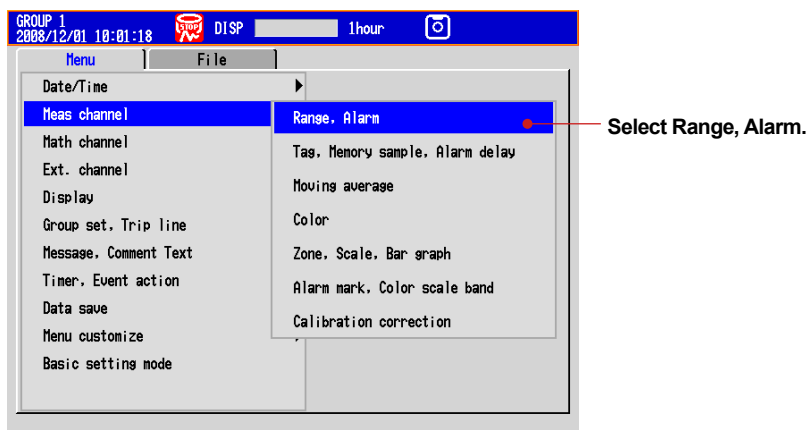 GROUP 1
2008/12/01 10:01:18
STOP
DISP
1hour
Menu
File
Date/Time
Meas channel
Math channel
Ext. channel
Display
Group set, Trip line
Message, Comment Text
Timer, Event action
Data save
Menu customize
Basic setting mode
Range, Alarm
Tag, Memory sample, Alarm delay
Moving average
Color
Zone, Scale, Bar graph
Alarm mark, Color scale band
Calibration correction
Select Range, Alarm.